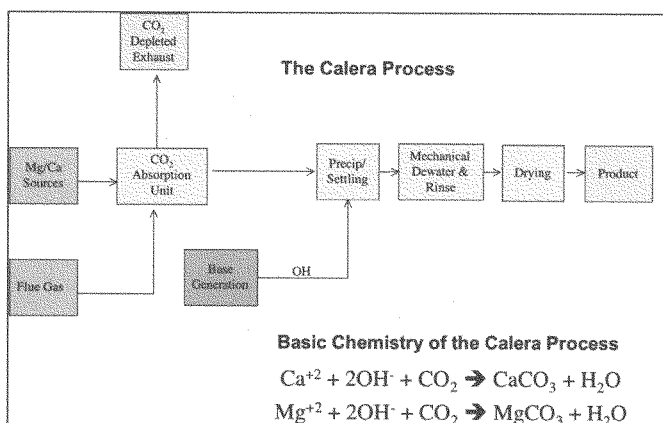 CO₂
Depleted
Exhaust
The Calera Process
Mg/Ca
Sources
CO₂
Absorption
Unit
Precip/
Settling
Mechanical
Dewater &
Rinse
Drying
Product
Flue Gas
Base
Generation
OH
Basic Chemistry of the Calera Process
Ca⁺² + 2OH⁻ + CO₂ ➔ CaCO₃ + H₂O
Mg⁺² + 2OH⁻ + CO₂ ➔ MgCO₃ + H₂O